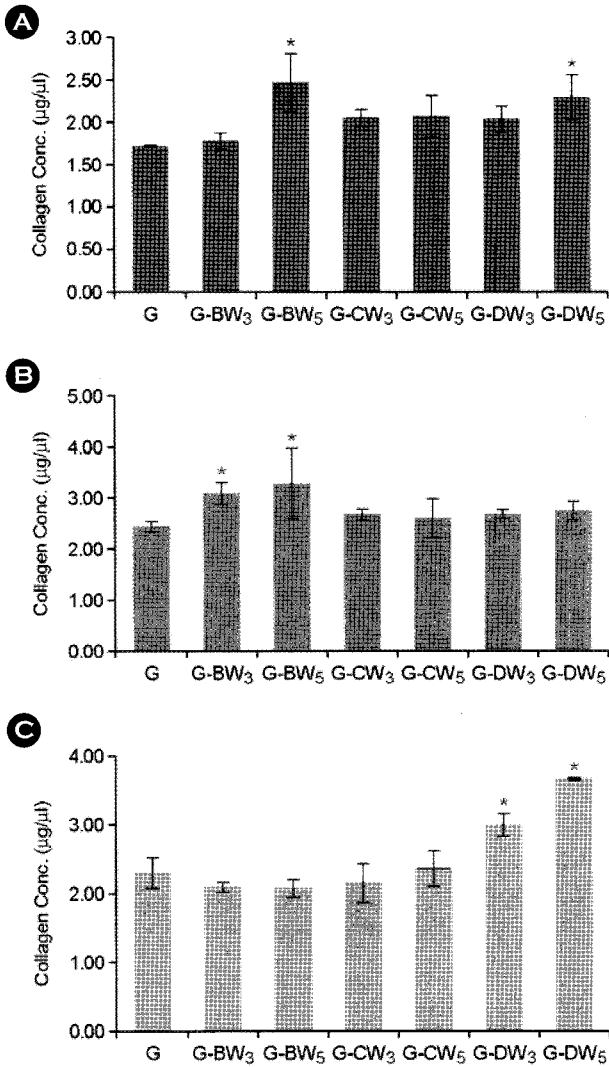 A
Collagen Conc. (µg/µl)
3.00
2.50
2.00
1.50
1.00
0.50
0.00
*
*
G G-BW3 G-BW5 G-CW3 G-CW5 G-DW3 G-DW5
B
Collagen Conc. (µg/µl)
5.00
4.00
3.00
2.00
1.00
0.00
*
*
G G-BW3 G-BW5 G-CW3 G-CW5 G-DW3 G-DW5
C
Collagen Conc. (µg/µl)
4.00
3.00
2.00
1.00
0.00
*
*
G G-BW3 G-BW5 G-CW3 G-CW5 G-DW3 G-DW5